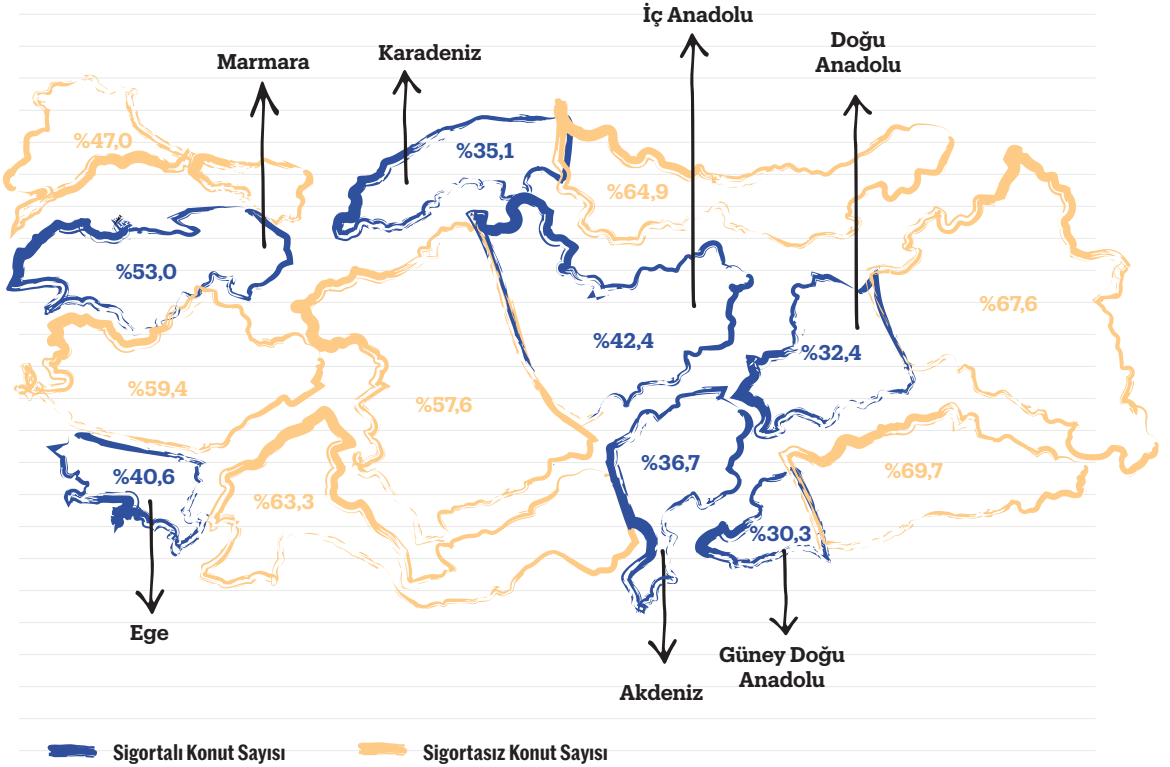 İç Anadolu
Doğu
Anadolu
Karadeniz
Marmara
%47,0
%35,1
%64,9
%53,0
%67,6
%42,4
%32,4
%59,4
%57,6
%36,7
%69,7
%40,6
%63,3
%30,3
Ege
Güney Doğu
Anadolu
Akdeniz
Sigortalı Konut Sayısı
Sigortasız Konut Sayısı